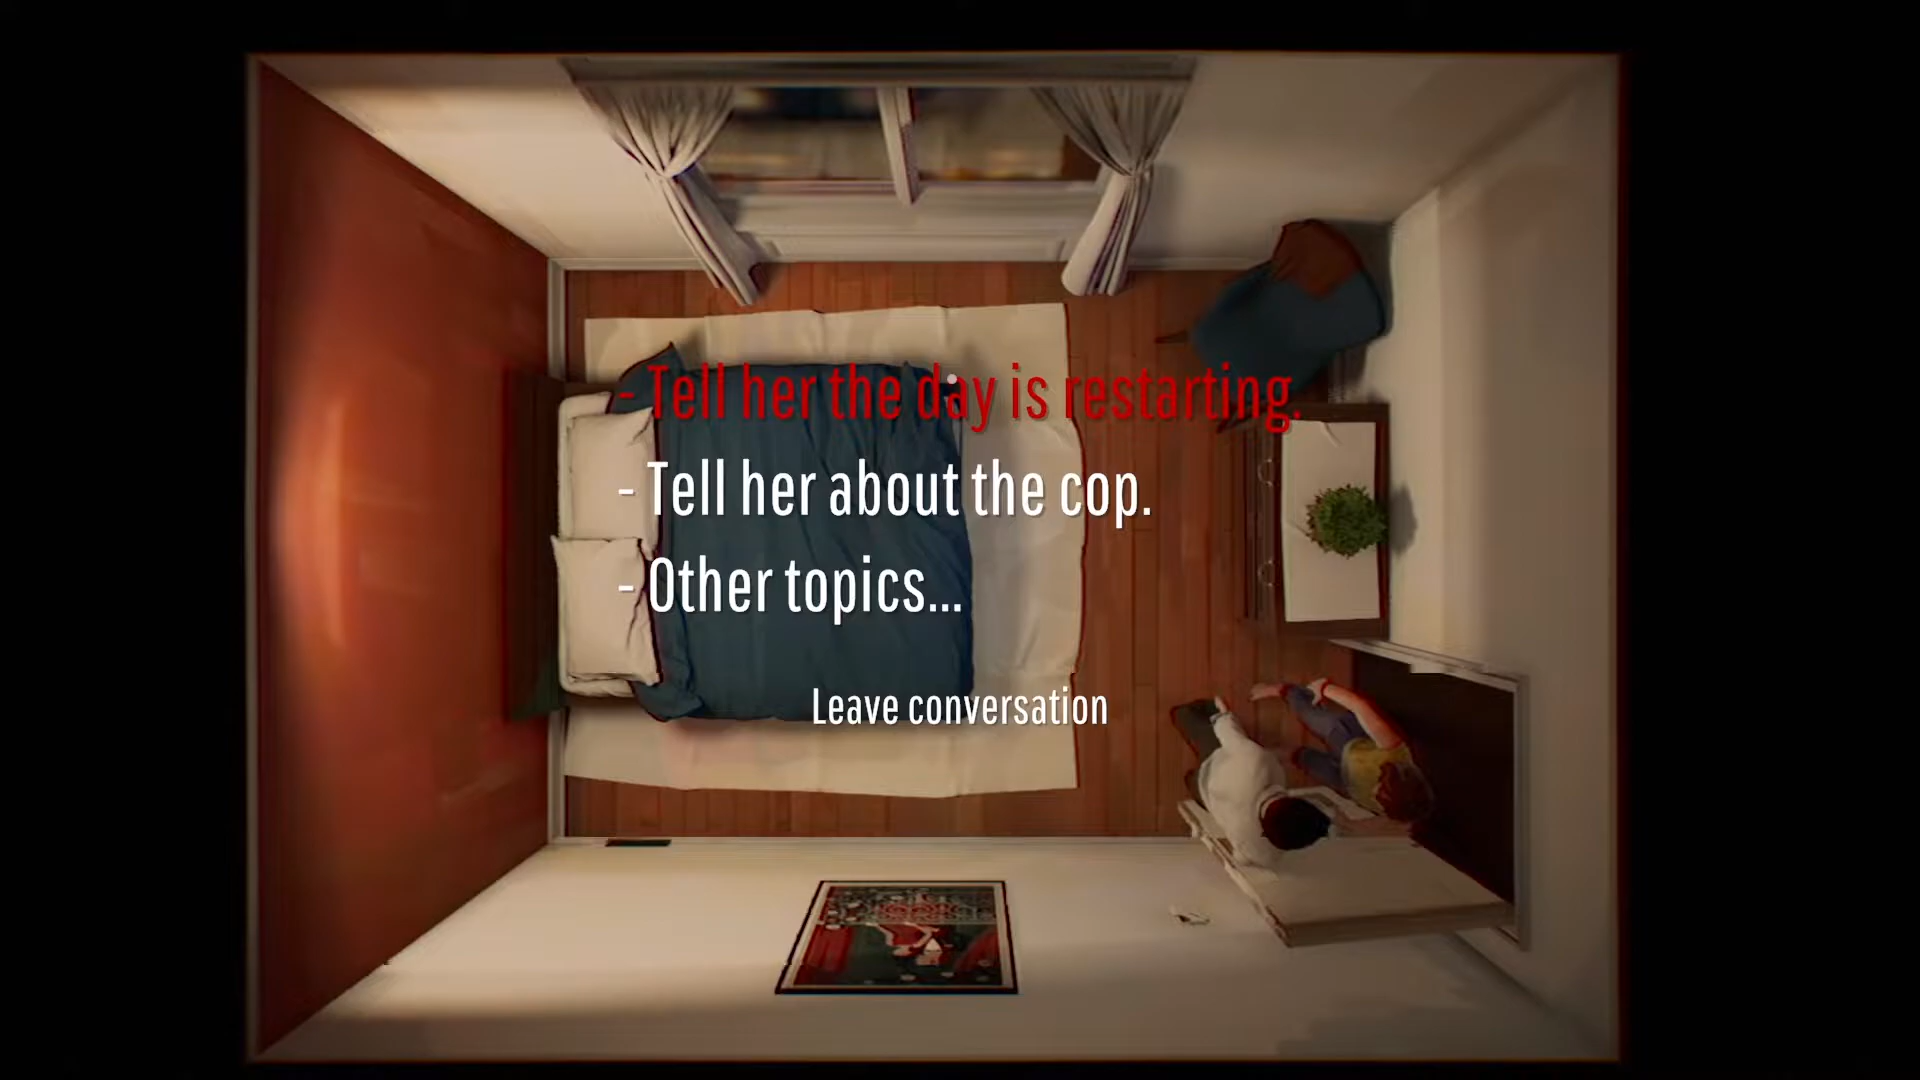 - Tell her the day is restarting.
- Tell her about the cop.
- Other topics...
Leave conversation